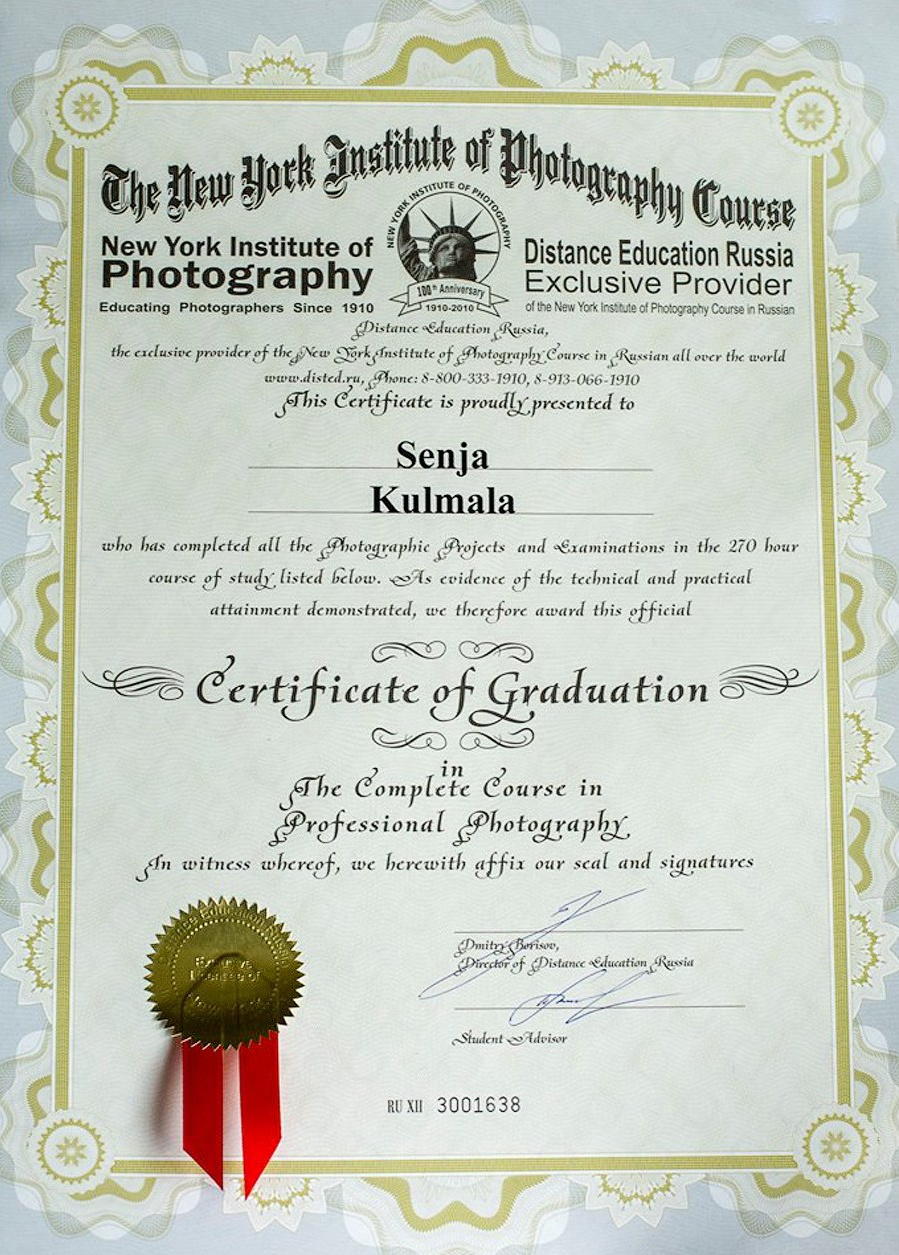 The New York Institute of Photography Course
New York Institute of
Photography
Educating Photographers Since 1910
NEW YORK INSTITUTE OF PHOTOGRAPHY
100th Anniversary
1910-2010
Distance Education Russia
Exclusive Provider
of the New York Institute of Photography Course in Russian
Distance Education Russia,
the exclusive provider of the New York Institute of Photography Course in Russian all over the world
www.disted.ru, Phone: 8-800-333-1910, 8-913-066-1910
This Certificate is proudly presented to
Senja
Kulmala
who has completed all the Photographic Projects and Examinations in the 270 hour
course of study listed below. As evidence of the technical and practical
attainment demonstrated, we therefore award this official
Certificate of Graduation
in
The Complete Course in
Professional Photography
In witness whereof, we herewith affix our seal and signatures
Dmitry Borisov,
Director of Distance Education Russia
Student Advisor
Exclusive
Licensee of
RU XII 3001638